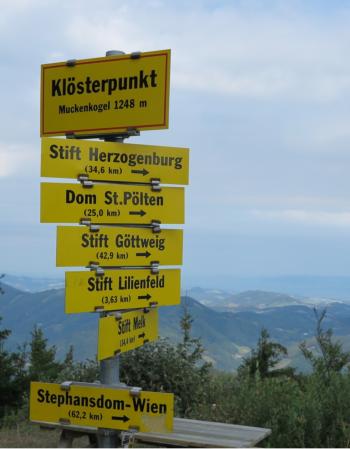 Klösterpunkt
Muckenkogel 1248 m
Stift Herzogenburg
(34,6 km) →
Dom St.Pölten
(25,0 km) →
Stift Göttweig
(42,9 km) →
Stift Lilienfeld
(3,63 km) →
Stift Melk
km) →
Stephansdom-Wien
(62,2 km) →